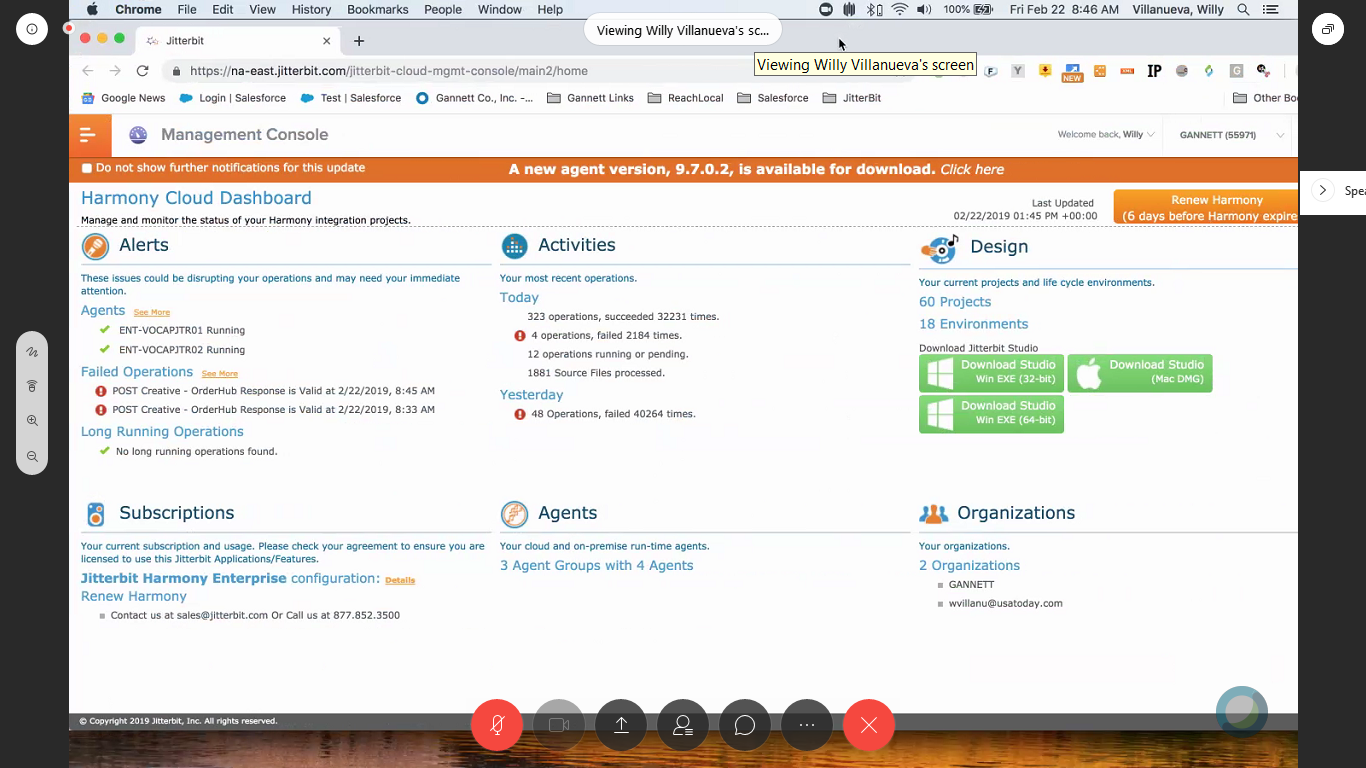 Chrome File Edit View History Bookmarks People Window Help 100% Fri Feb 22 8:46 AM Villanueva, Willy
Viewing Willy Villanueva's sc...
Jitterbit
Viewing Willy Villanueva's screen
https://na-east.jitterbit.com/jitterbit-cloud-mgmt-console/main2/home
NEW
IP
Google News Login | Salesforce Test | Salesforce Gannett Co., Inc. -... Gannett Links ReachLocal Salesforce JitterBit Other Bo
Management Console
Welcome back, Willy
GANNETT (55971)
Do not show further notifications for this update
A new agent version, 9.7.0.2, is available for download. Click here
Spea
Harmony Cloud Dashboard
Manage and monitor the status of your Harmony integration projects.
Last Updated
02/22/2019 01:45 PM +00:00
Renew Harmony
(6 days before Harmony expire
Alerts
These issues could be disrupting your operations and may need your immediate
attention.
Agents See More
ENT-VOCAPJTR01 Running
ENT-VOCAPJTR02 Running
Failed Operations See More
POST Creative - OrderHub Response is Valid at 2/22/2019, 8:45 AM
POST Creative - OrderHub Response is Valid at 2/22/2019, 8:33 AM
Long Running Operations
No long running operations found.
Activities
Your most recent operations.
Today
323 operations, succeeded 32231 times.
4 operations, failed 2184 times.
12 operations running or pending.
1881 Source Files processed.
Yesterday
48 Operations, failed 40264 times.
Design
Your current projects and life cycle environments.
60 Projects
18 Environments
Download Jitterbit Studio
Download Studio
Win EXE (32-bit)
Download Studio
(Mac DMG)
Download Studio
Win EXE (64-bit)
Subscriptions
Your current subscription and usage. Please check your agreement to ensure you are
licensed to use this Jitterbit Applications/Features.
Jitterbit Harmony Enterprise configuration: Details
Renew Harmony
Contact us at sales@jitterbit.com Or Call us at 877.852.3500
Agents
Your cloud and on-premise run-time agents.
3 Agent Groups with 4 Agents
Organizations
Your organizations.
2 Organizations
GANNETT
wvillanu@usatoday.com
© Copyright 2019 Jitterbit, Inc. All rights reserved.